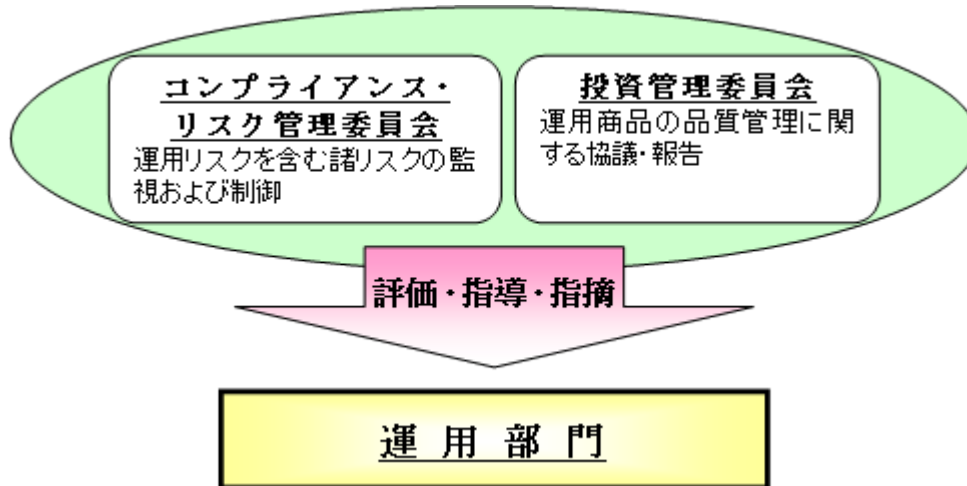 コンプライアンス・
リスク管理委員会
運用リスクを含む諸リスクの監
視および制御
投資管理委員会
運用商品の品質管理に関
する協議・報告
評価・指導・指摘
運用部門